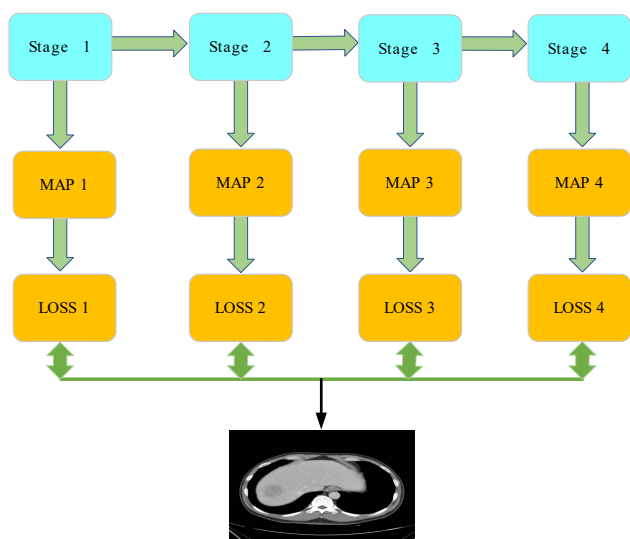 Stage 1
Stage 2
Stage 3
Stage 4
MAP 1
MAP 2
MAP 3
MAP 4
LOSS 1
LOSS 2
LOSS 3
LOSS 4